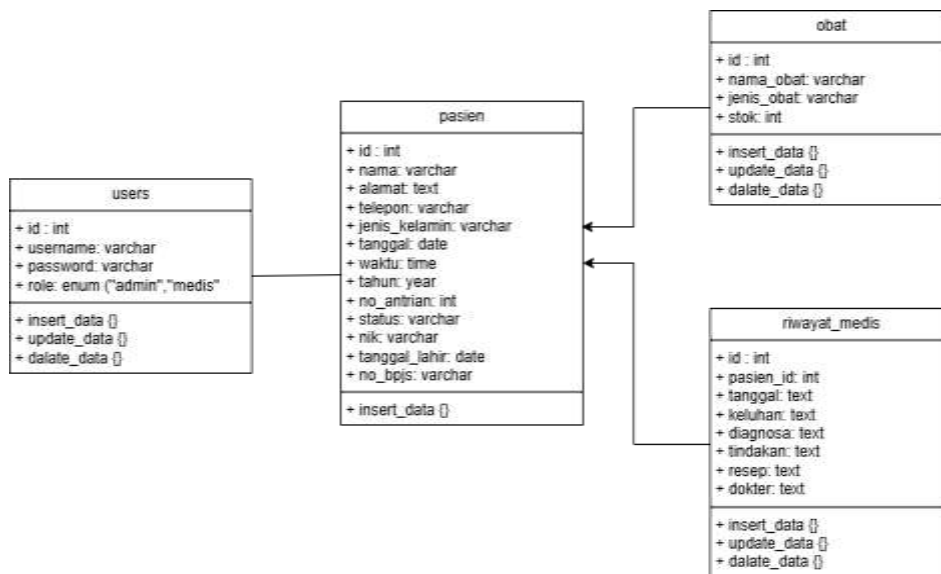 users
+ id : int
+ username: varchar
+ password: varchar
+ role: enum ("admin","medis"
+ insert_data {}
+ update_data {}
+ dalate_data {}
pasien
+ id : int
+ nama: varchar
+ alamat: text
+ telepon: varchar
+ jenis_kelamin: varchar
+ tanggal: date
+ waktu: time
+ tahun: year
+ no_antrian: int
+ status: varchar
+ nik: varchar
+ tanggal_lahir: date
+ no_bpjs: varchar
+ insert_data {}
obat
+ id : int
+ nama_obat: varchar
+ jenis_obat: varchar
+ stok: int
+ insert_data {}
+ update_data {}
+ dalate_data {}
riwayat_medis
+ id : int
+ pasien_id: int
+ tanggal: text
+ keluhan: text
+ diagnosa: text
+ tindakan: text
+ resep: text
+ dokter: text
+ insert_data {}
+ update_data {}
+ dalate_data {}